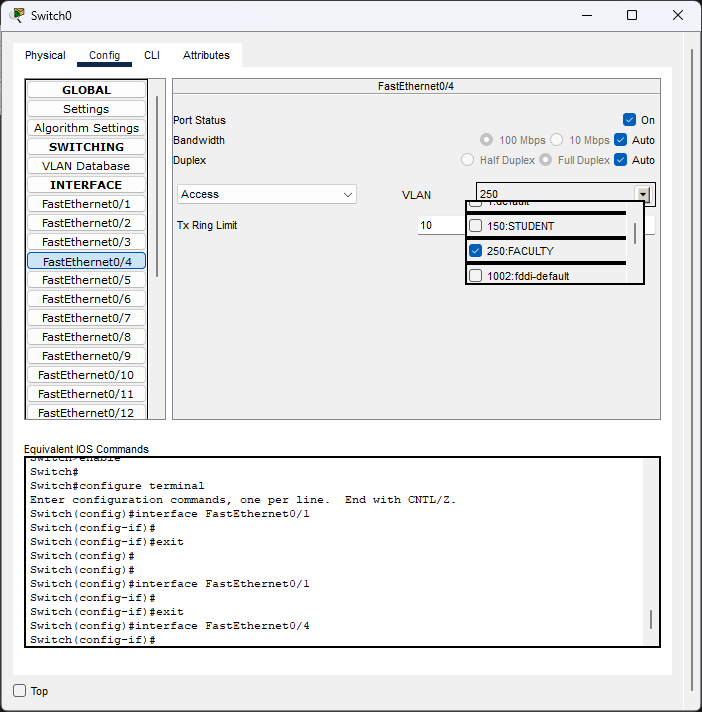 Switch0
Physical Config CLI Attributes
GLOBAL
Settings
Algorithm Settings
SWITCHING
VLAN Database
INTERFACE
FastEthernet0/1
FastEthernet0/2
FastEthernet0/3
FastEthernet0/4
FastEthernet0/5
FastEthernet0/6
FastEthernet0/7
FastEthernet0/8
FastEthernet0/9
FastEthernet0/10
FastEthernet0/11
FastEthernet0/12
FastEthernet0/4
Port Status On
Bandwidth 100 Mbps 10 Mbps Auto
Duplex Half Duplex Full Duplex Auto
Access VLAN 250
1:default
150:STUDENT
250:FACULTY
1002:fddi-default
Tx Ring Limit 10
Equivalent IOS Commands
Switch>enable
Switch#
Switch#configure terminal
Enter configuration commands, one per line. End with CNTL/Z.
Switch(config)#interface FastEthernet0/1
Switch(config-if)#
Switch(config-if)#exit
Switch(config)#
Switch(config)#
Switch(config)#interface FastEthernet0/1
Switch(config-if)#
Switch(config-if)#exit
Switch(config)#interface FastEthernet0/4
Switch(config-if)#
Top